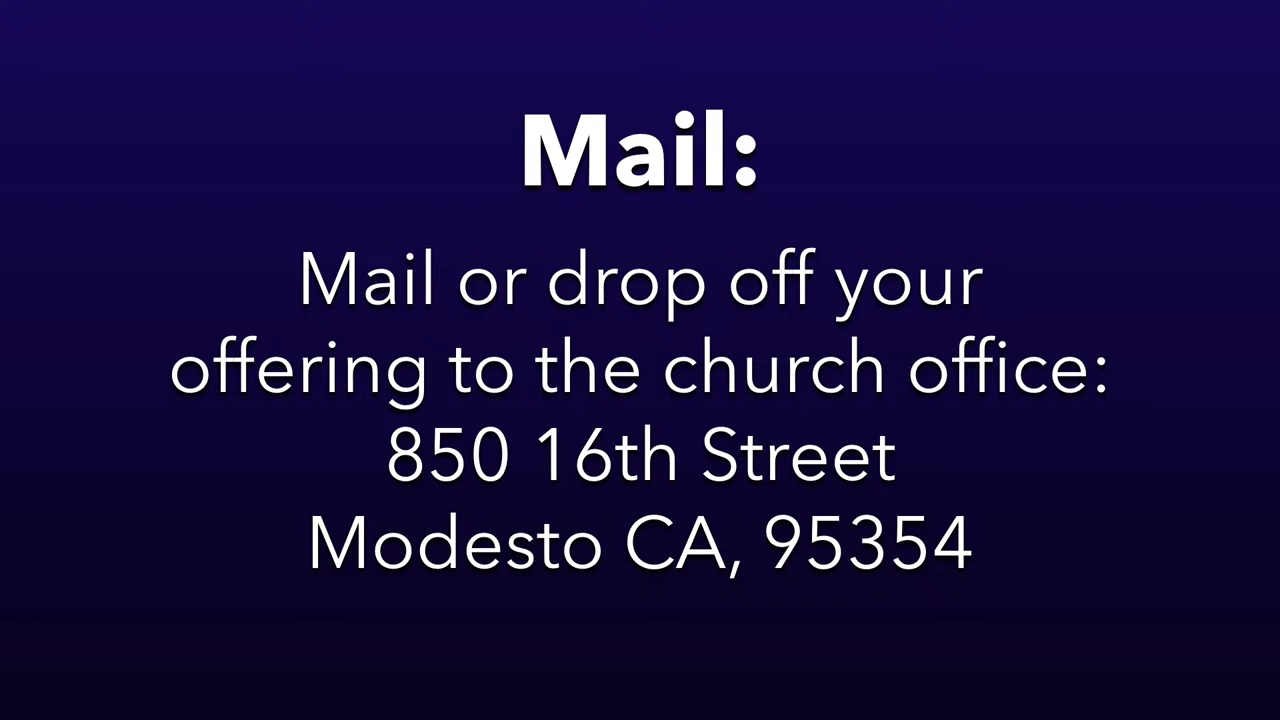 Mail:
Mail or drop off your
offering to the church office:
850 16th Street
Modesto CA, 95354